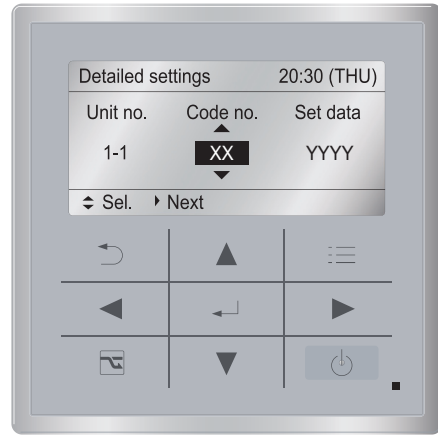 Detailed settings 20:30 (THU)
Unit no. Code no. Set data
1-1 XX YYYY
Sel. Next